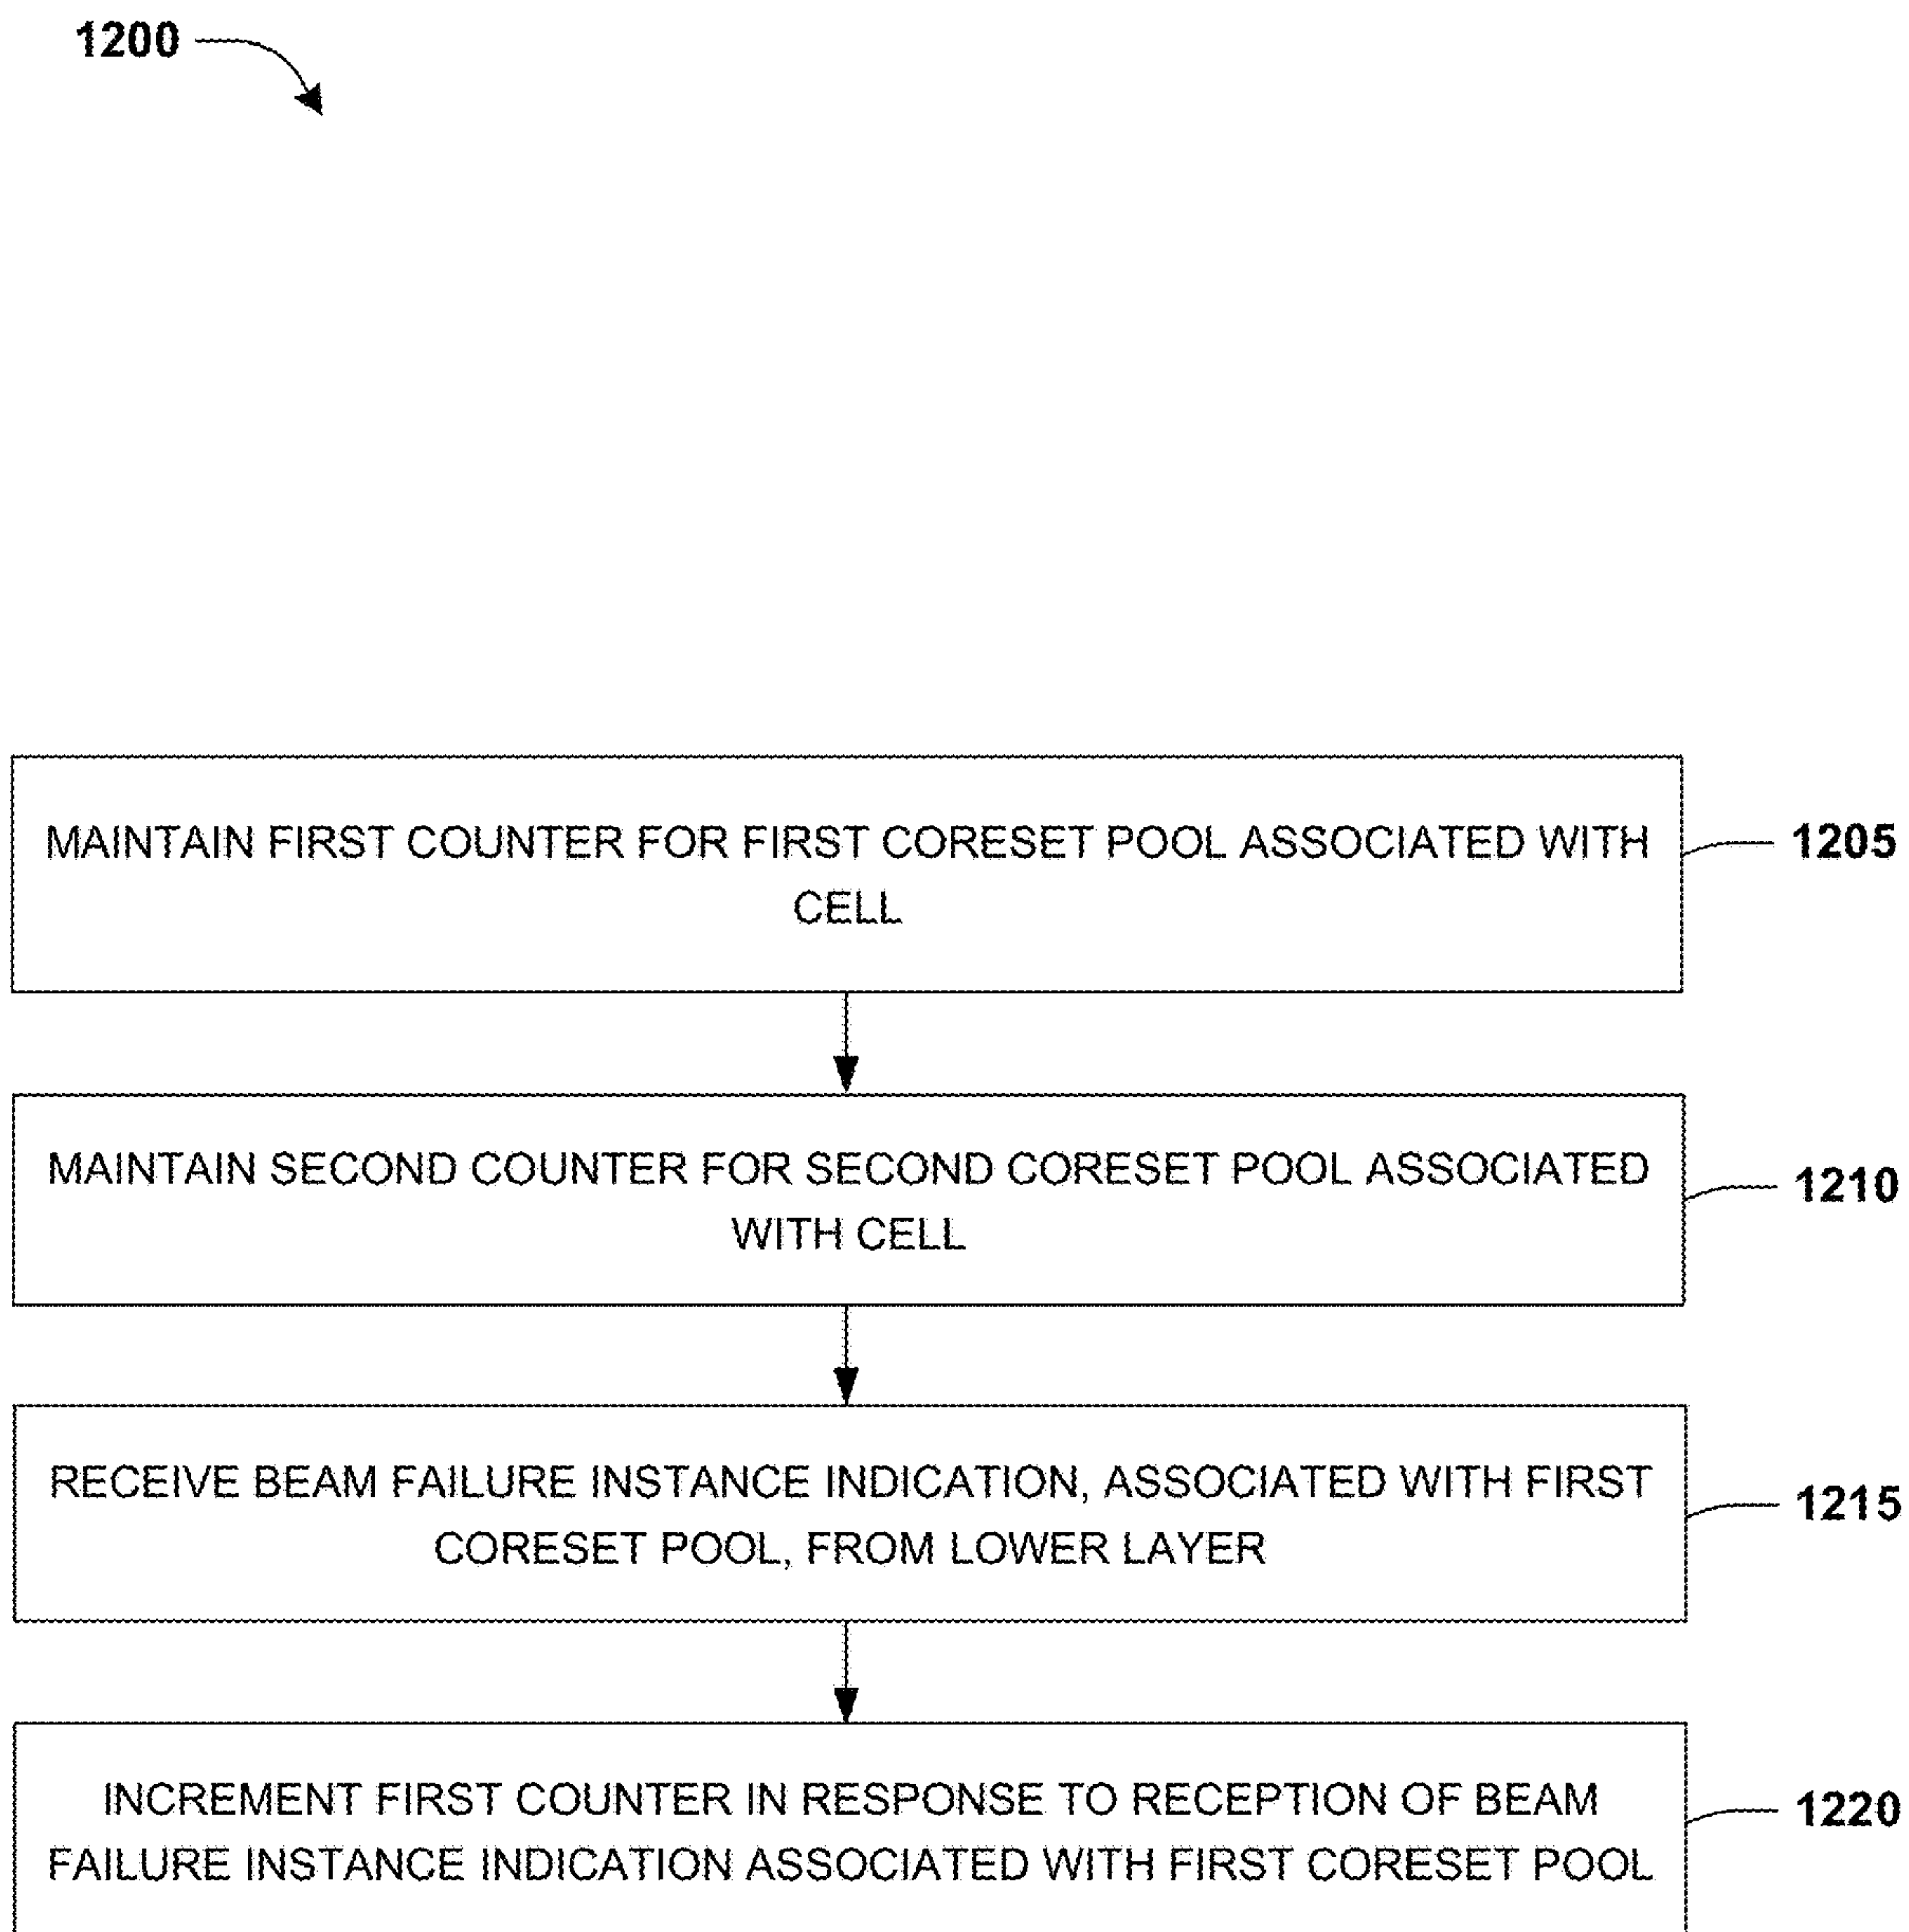 1200
MAINTAIN FIRST COUNTER FOR FIRST CORESET POOL ASSOCIATED WITH
CELL
1205
MAINTAIN SECOND COUNTER FOR SECOND CORESET POOL ASSOCIATED
WITH CELL
1210
RECEIVE BEAM FAILURE INSTANCE INDICATION, ASSOCIATED WITH FIRST
CORESET POOL, FROM LOWER LAYER
1215
INCREMENT FIRST COUNTER IN RESPONSE TO RECEPTION OF BEAM
FAILURE INSTANCE INDICATION ASSOCIATED WITH FIRST CORESET POOL
1220